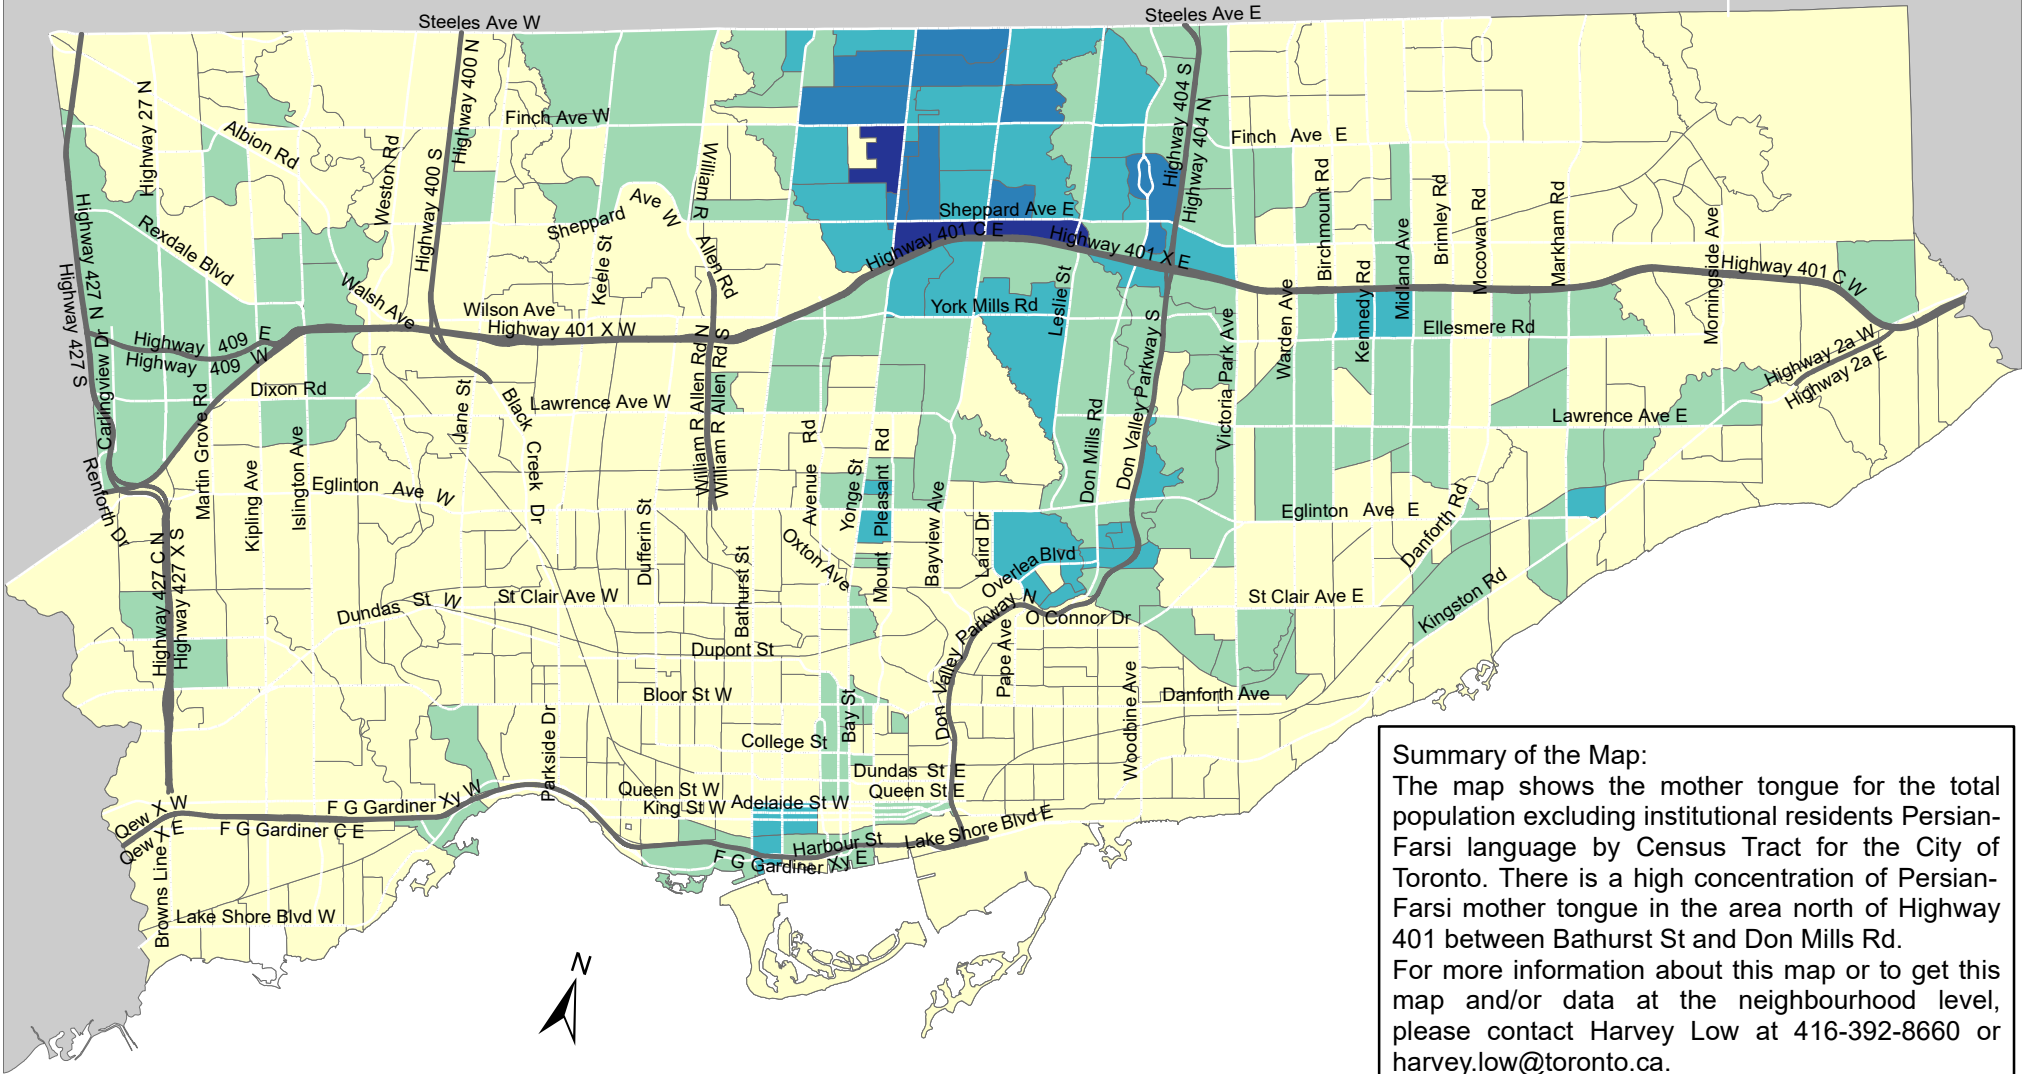 Steeles Ave W
Steeles Ave E
Highway 27 N
Highway 400 N
Highway 404 S
Highway 404 N
Albion Rd
Finch Ave W
Finch Ave E
Weston Rd
Highway 400 S
William R
Allen Rd
Birchmount Rd
Midland Ave
Brimley Rd
Mccowan Rd
Markham Rd
Morningside Ave
Highway 427 N
Rexdale Blvd
Sheppard Ave W
Keele St
Sheppard Ave E
Highway 401 C E
Highway 401 X E
Leslie St
Highway 401 C W
Highway 427 S
Walsh Ave
Wilson Ave
York Mills Rd
Kennedy Rd
Warden Ave
Highway 409 E
Highway 409 W
Highway 401 X W
Ellesmere Rd
Highway 2a W
Highway 2a E
Carlingview Dr
Martin Grove Rd
Dixon Rd
Jane St
Black Creek Dr
Lawrence Ave W
William R Allen Rd N
William R Allen Rd S
Don Valley Parkway S
Victoria Park Ave
Lawrence Ave E
Renforth Dr
Kipling Ave
Islington Ave
Eglinton Ave W
Dufferin St
Avenue Rd
Yonge St
Mount Pleasant Rd
Bayview Ave
Laird Dr
Don Mills Rd
Eglinton Ave E
Danforth Rd
Highway 427 C N
Highway 427 X S
Bathurst St
Oxton Ave
Overlea Blvd
Dundas St W
St Clair Ave W
St Clair Ave E
Kingston Rd
Don Valley Parkway N
O Connor Dr
Dupont St
Pape Ave
Bloor St W
Bay St
Woodbine Ave
Danforth Ave
Parkside Dr
College St
Dundas St E
Queen St E
Queen St W
King St W
Adelaide St W
Qew X W
Qew X E
F G Gardiner Xy W
F G Gardiner C E
Harbour St
Lake Shore Blvd E
F G Gardiner Xy E
Browns Line
Lake Shore Blvd W
N
Summary of the Map:
The map shows the mother tongue for the total
population excluding institutional residents Persian-
Farsi language by Census Tract for the City of
Toronto. There is a high concentration of Persian-
Farsi mother tongue in the area north of Highway
401 between Bathurst St and Don Mills Rd.
For more information about this map or to get this
map and/or data at the neighbourhood level,
please contact Harvey Low at 416-392-8660 or
harvey.low@toronto.ca.